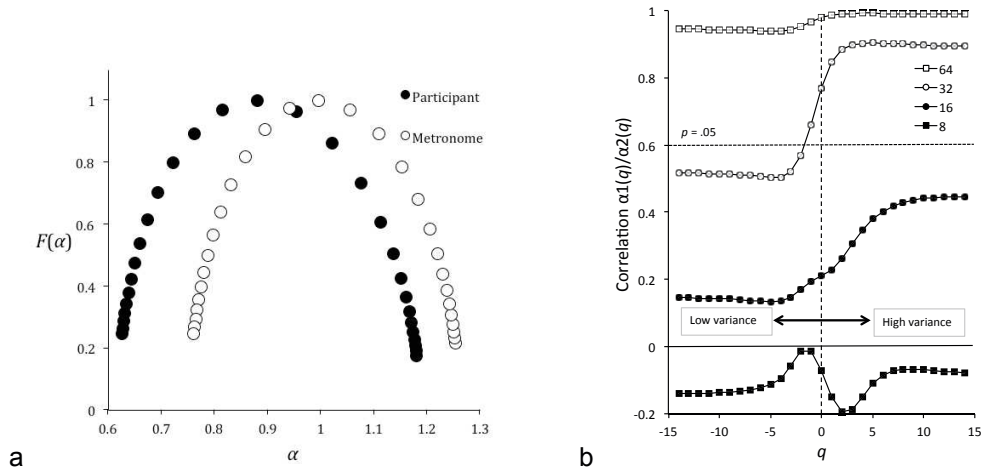 1
0.8
0.6
0.4
0.2
0
F(α)
0.6
0.7
0.8
0.9
1
1.1
1.2
1.3
α
Participant
Metronome
a
1
0.8
0.6
0.4
0.2
0
-0.2
Correlation α1(q)/α2(q)
64
32
16
8
p = .05
Low variance
High variance
-15
-10
-5
0
5
10
15
q
b